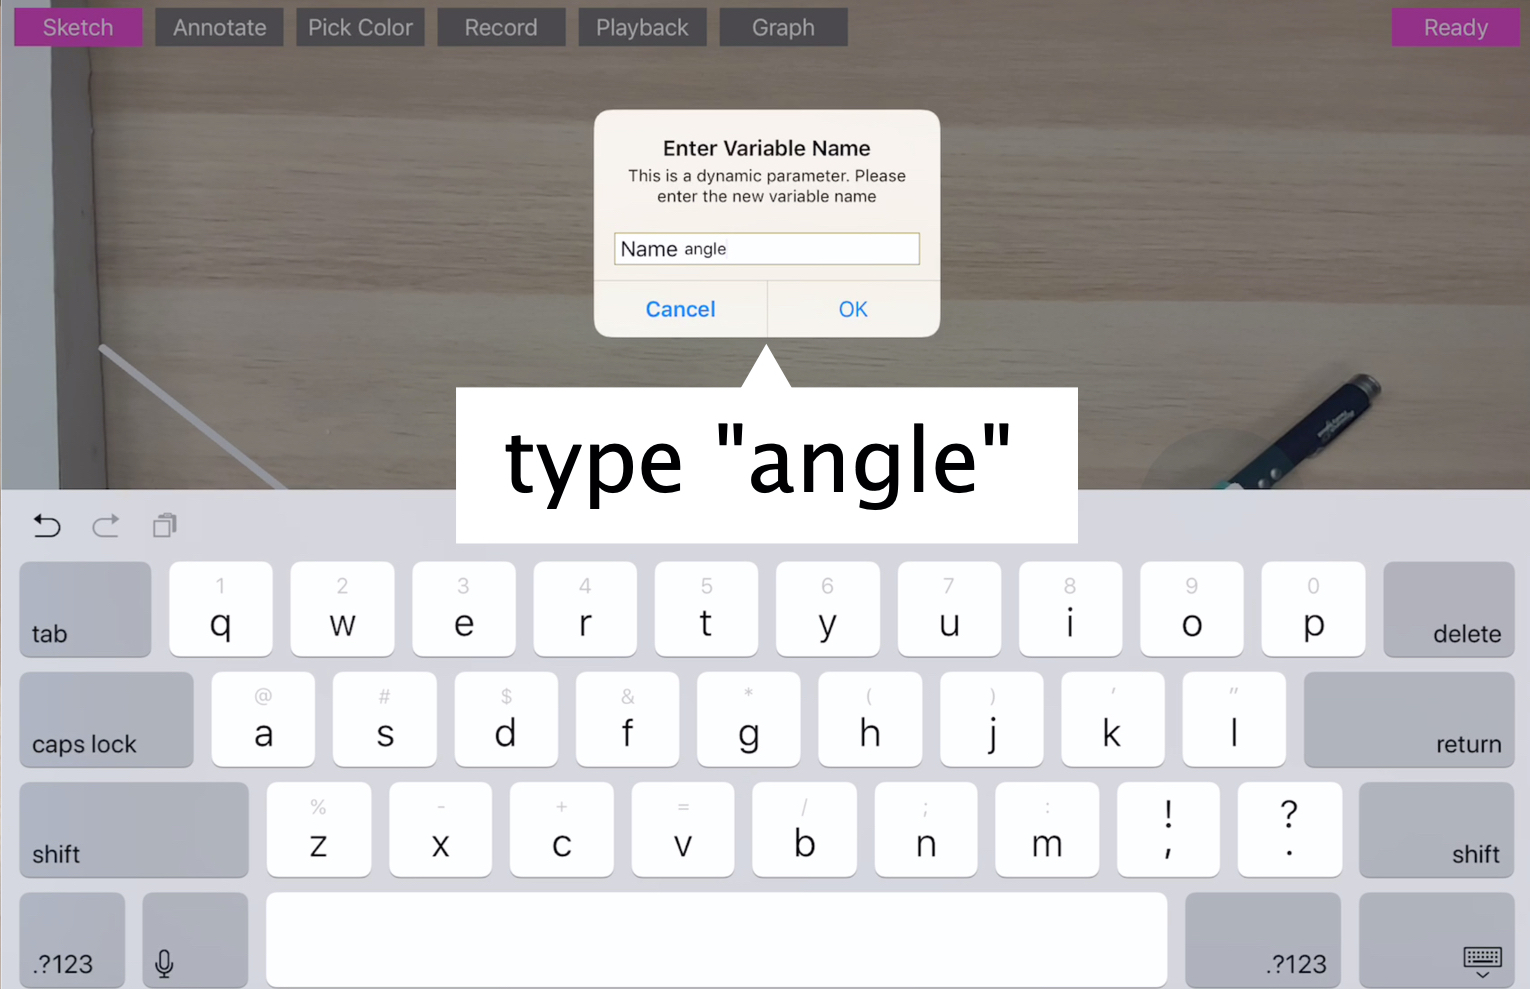 Sketch Annotate Pick Color Record Playback Graph Ready
Enter Variable Name
This is a dynamic parameter. Please
enter the new variable name
Name angle
Cancel OK
type "angle"
1 2 3 4 5 6 7 8 9 0
tab q w e r t y u i o p delete
@ # $ & * ( ) ' "
caps lock a s d f g h j k l return
% - + = / ; : ! ?
shift z x c v b n m , . shift
.?123 .?123